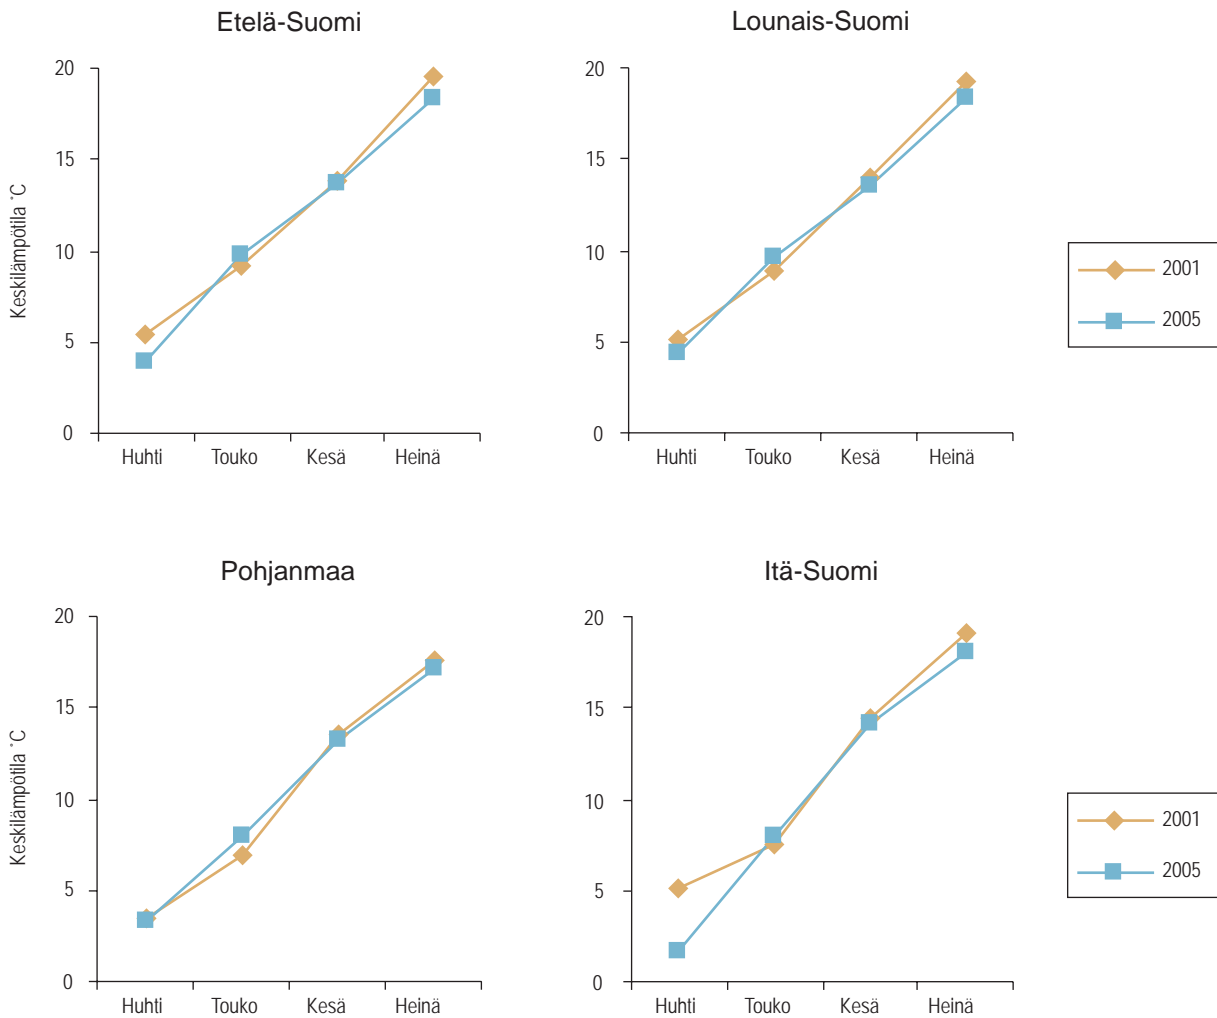 Etelä-Suomi
Keskilämpötila °C
20
15
10
5
0
Huhti Touko Kesä Heinä
Lounais-Suomi
20
15
10
5
0
Huhti Touko Kesä Heinä
2001
2005
Pohjanmaa
Keskilämpötila °C
20
15
10
5
0
Huhti Touko Kesä Heinä
Itä-Suomi
20
15
10
5
0
Huhti Touko Kesä Heinä
2001
2005